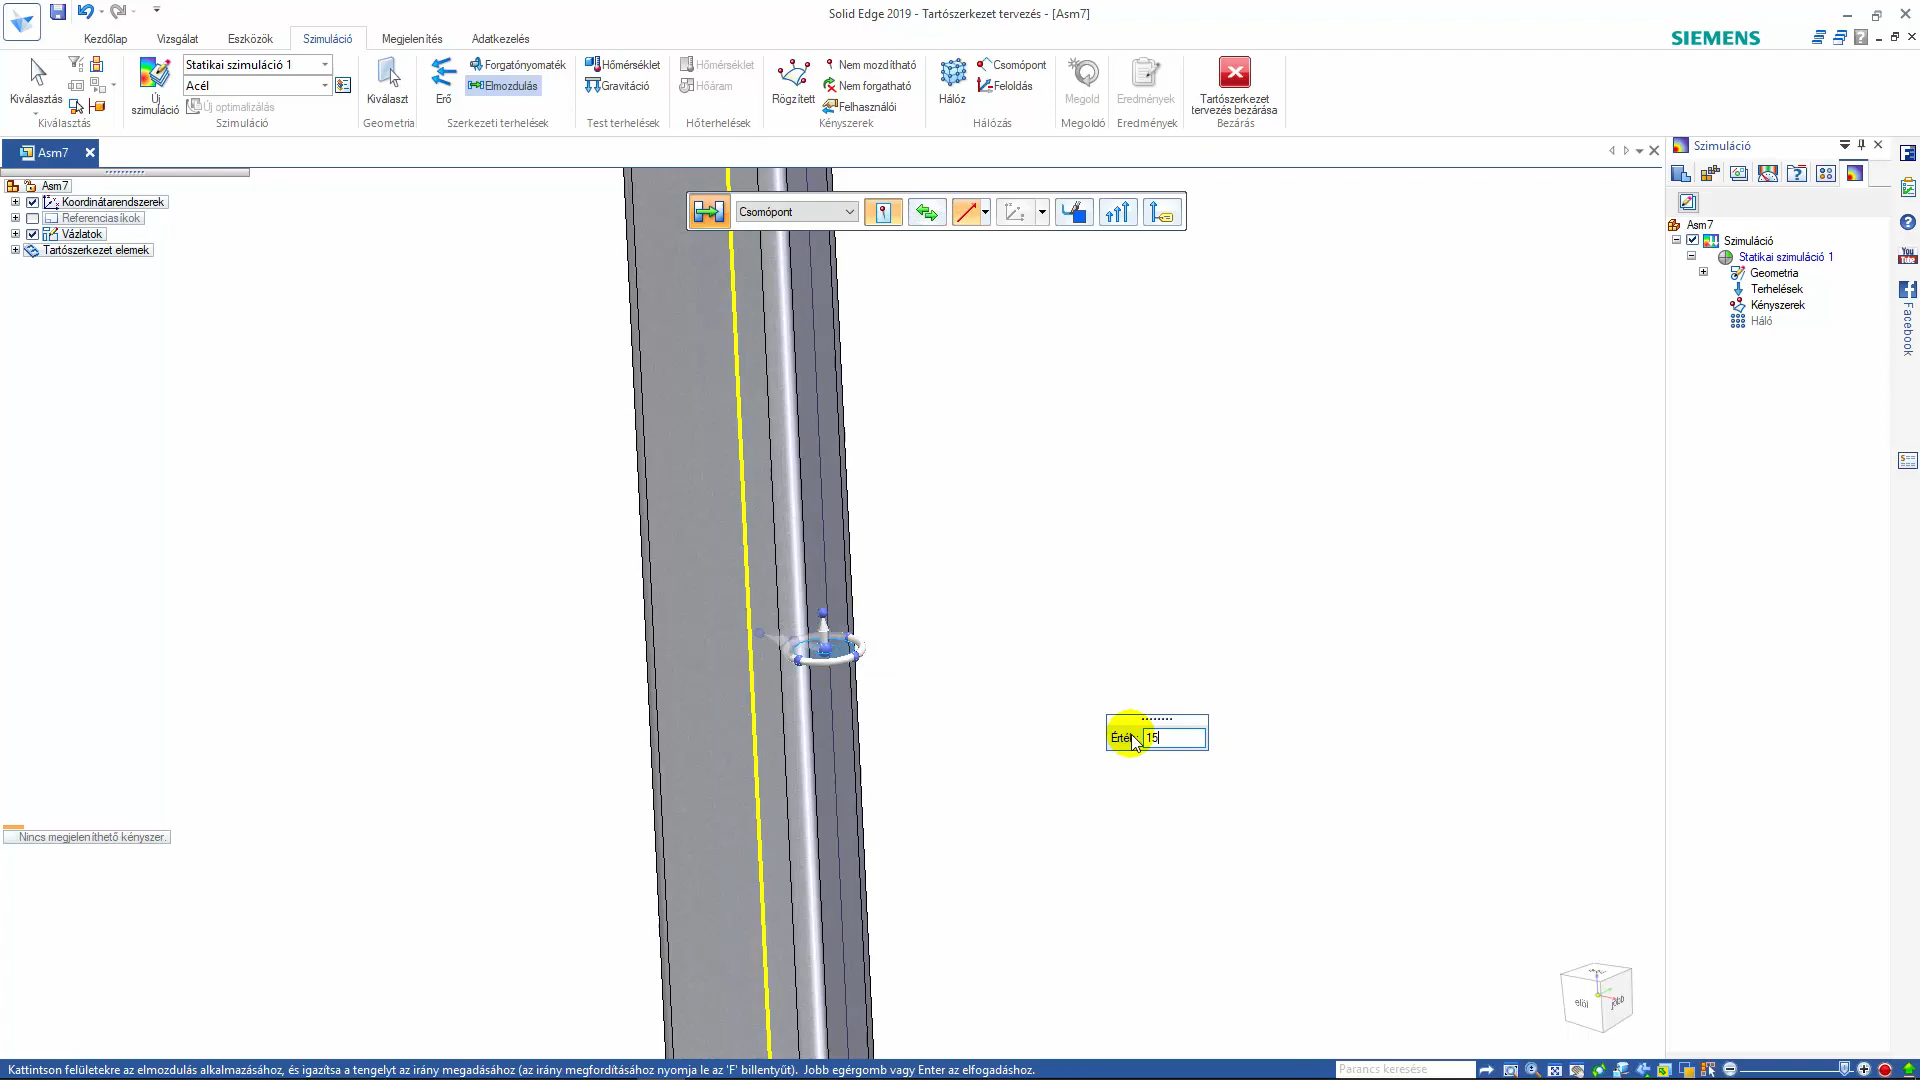 Solid Edge 2019 - Tartószerkezet tervezés - [Asm7]
SIEMENS
Kezdőlap
Vizsgálat
Eszközök
Szimuláció
Megjelenítés
Adatkezelés
Kiválasztás
Kiválasztás
Új szimuláció
Statikai szimuláció 1
Acél
Új optimalizálás
Szimuláció
Kiválaszt
Geometria
Erő
Forgatónyomaték
Elmozdulás
Szerkezeti terhelések
Hőmérséklet
Gravitáció
Test terhelések
Hőmérséklet
Hőáram
Hőterhelések
Rögzített
Nem mozdítható
Nem forgatható
Felhasználói
Kényszerek
Hálóz
Csomópont
Feloldás
Hálózás
Megold
Megoldó
Eredmények
Eredmények
Tartószerkezet
tervezés bezárása
Bezárás
Asm7
Asm7
Koordinátarendszerek
Referenciasíkok
Vázlatok
Tartószerkezet elemek
Csomópont
15
Nincs megjeleníthető kényszer.
elöl
jobb
Szimuláció
Asm7
Szimuláció
Statikai szimuláció 1
Geometria
Terhelések
Kényszerek
Háló
You
Tube
Facebook
Kattintson felületekre az elmozdulás alkalmazásához, és igazítsa a tengelyt az irány megadásához (az irány megfordításához nyomja le az 'F' billentyűt). Jobb egérgomb vagy Enter az elfogadáshoz.
Parancs keresése